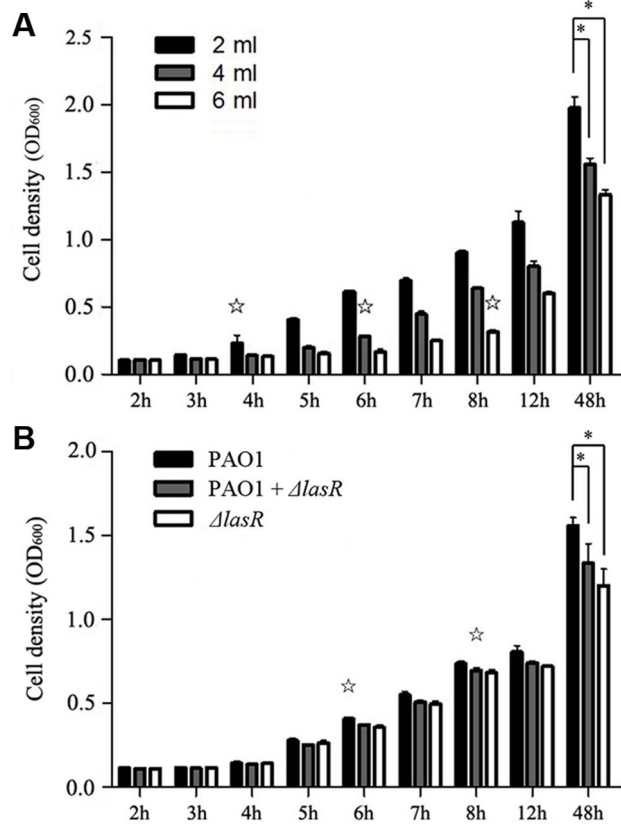 A
2.5
2.0
1.5
1.0
0.5
0.0
Cell density (OD600)
2 ml
4 ml
6 ml
☆ ☆ ☆
*
*
2h 3h 4h 5h 6h 7h 8h 12h 48h
B
2.0
1.5
1.0
0.5
0.0
Cell density (OD600)
PAO1
PAO1 + ΔlasR
ΔlasR
☆ ☆
*
*
2h 3h 4h 5h 6h 7h 8h 12h 48h